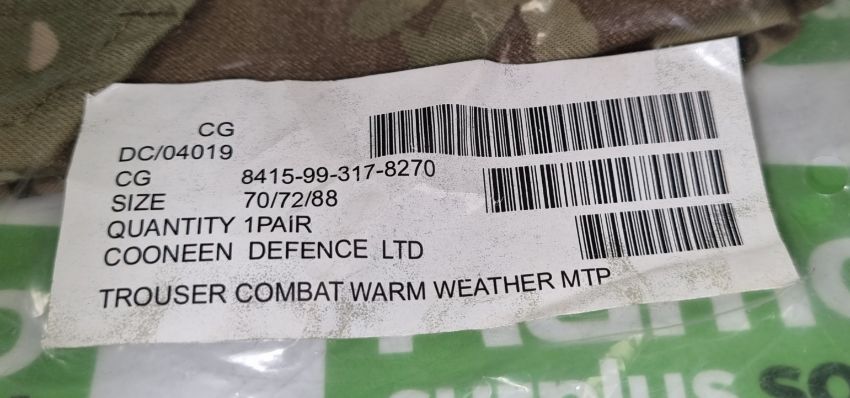 CG
DC/04019
CG 8415-99-317-8270
SIZE 70/72/88
QUANTITY 1PAiR
COONEEN DEFENCE LTD
TROUSER COMBAT WARM WEATHER MTP
surplus